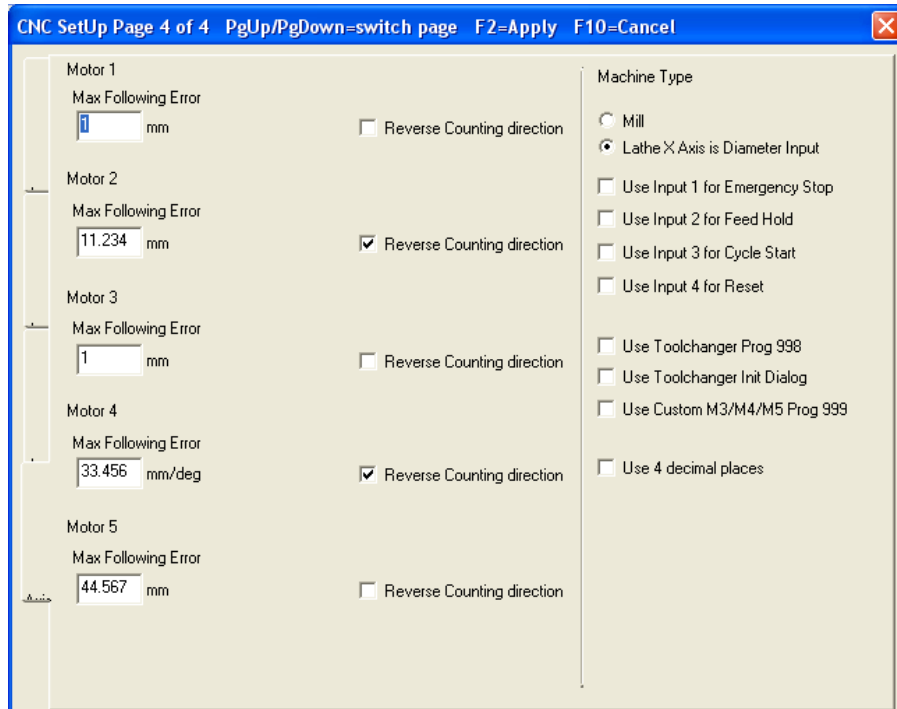 CNC SetUp Page 4 of 4 PgUp/PgDown=switch page F2=Apply F10=Cancel
Motor 1
Max Following Error
1 mm
Reverse Counting direction
Motor 2
Max Following Error
11.234 mm
Reverse Counting direction
Motor 3
Max Following Error
1 mm
Reverse Counting direction
Motor 4
Max Following Error
33.456 mm/deg
Reverse Counting direction
Motor 5
Max Following Error
44.567 mm
Reverse Counting direction
Machine Type
Mill
Lathe X Axis is Diameter Input
Use Input 1 for Emergency Stop
Use Input 2 for Feed Hold
Use Input 3 for Cycle Start
Use Input 4 for Reset
Use Toolchanger Prog 998
Use Toolchanger Init Dialog
Use Custom M3/M4/M5 Prog 999
Use 4 decimal places